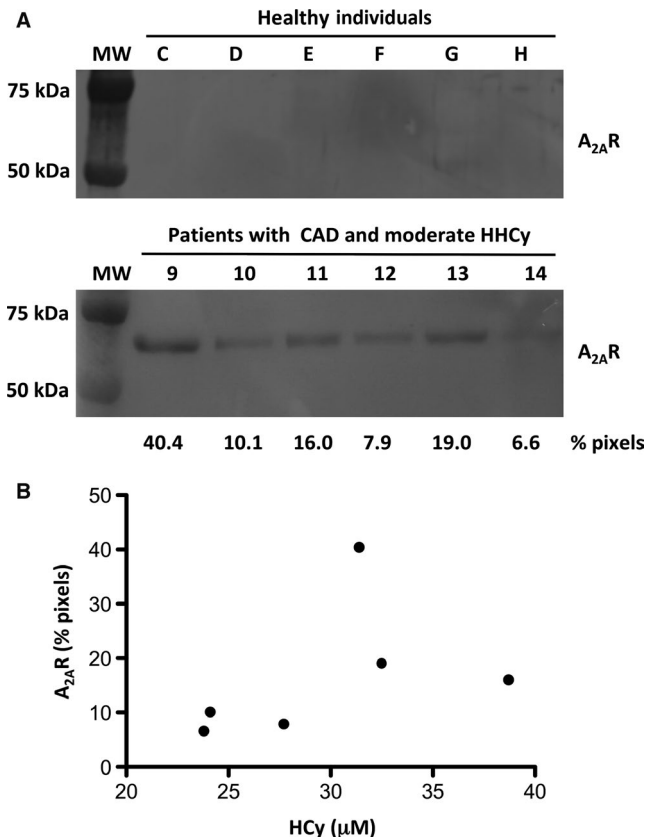 A
Healthy individuals
MW C D E F G H
75 kDa
50 kDa
A2AR
Patients with CAD and moderate HHCy
MW 9 10 11 12 13 14
75 kDa
50 kDa
A2AR
40.4 10.1 16.0 7.9 19.0 6.6 % pixels
B
A2AR (% pixels)
50
40
30
20
10
0
20 25 30 35 40
HCy (μM)